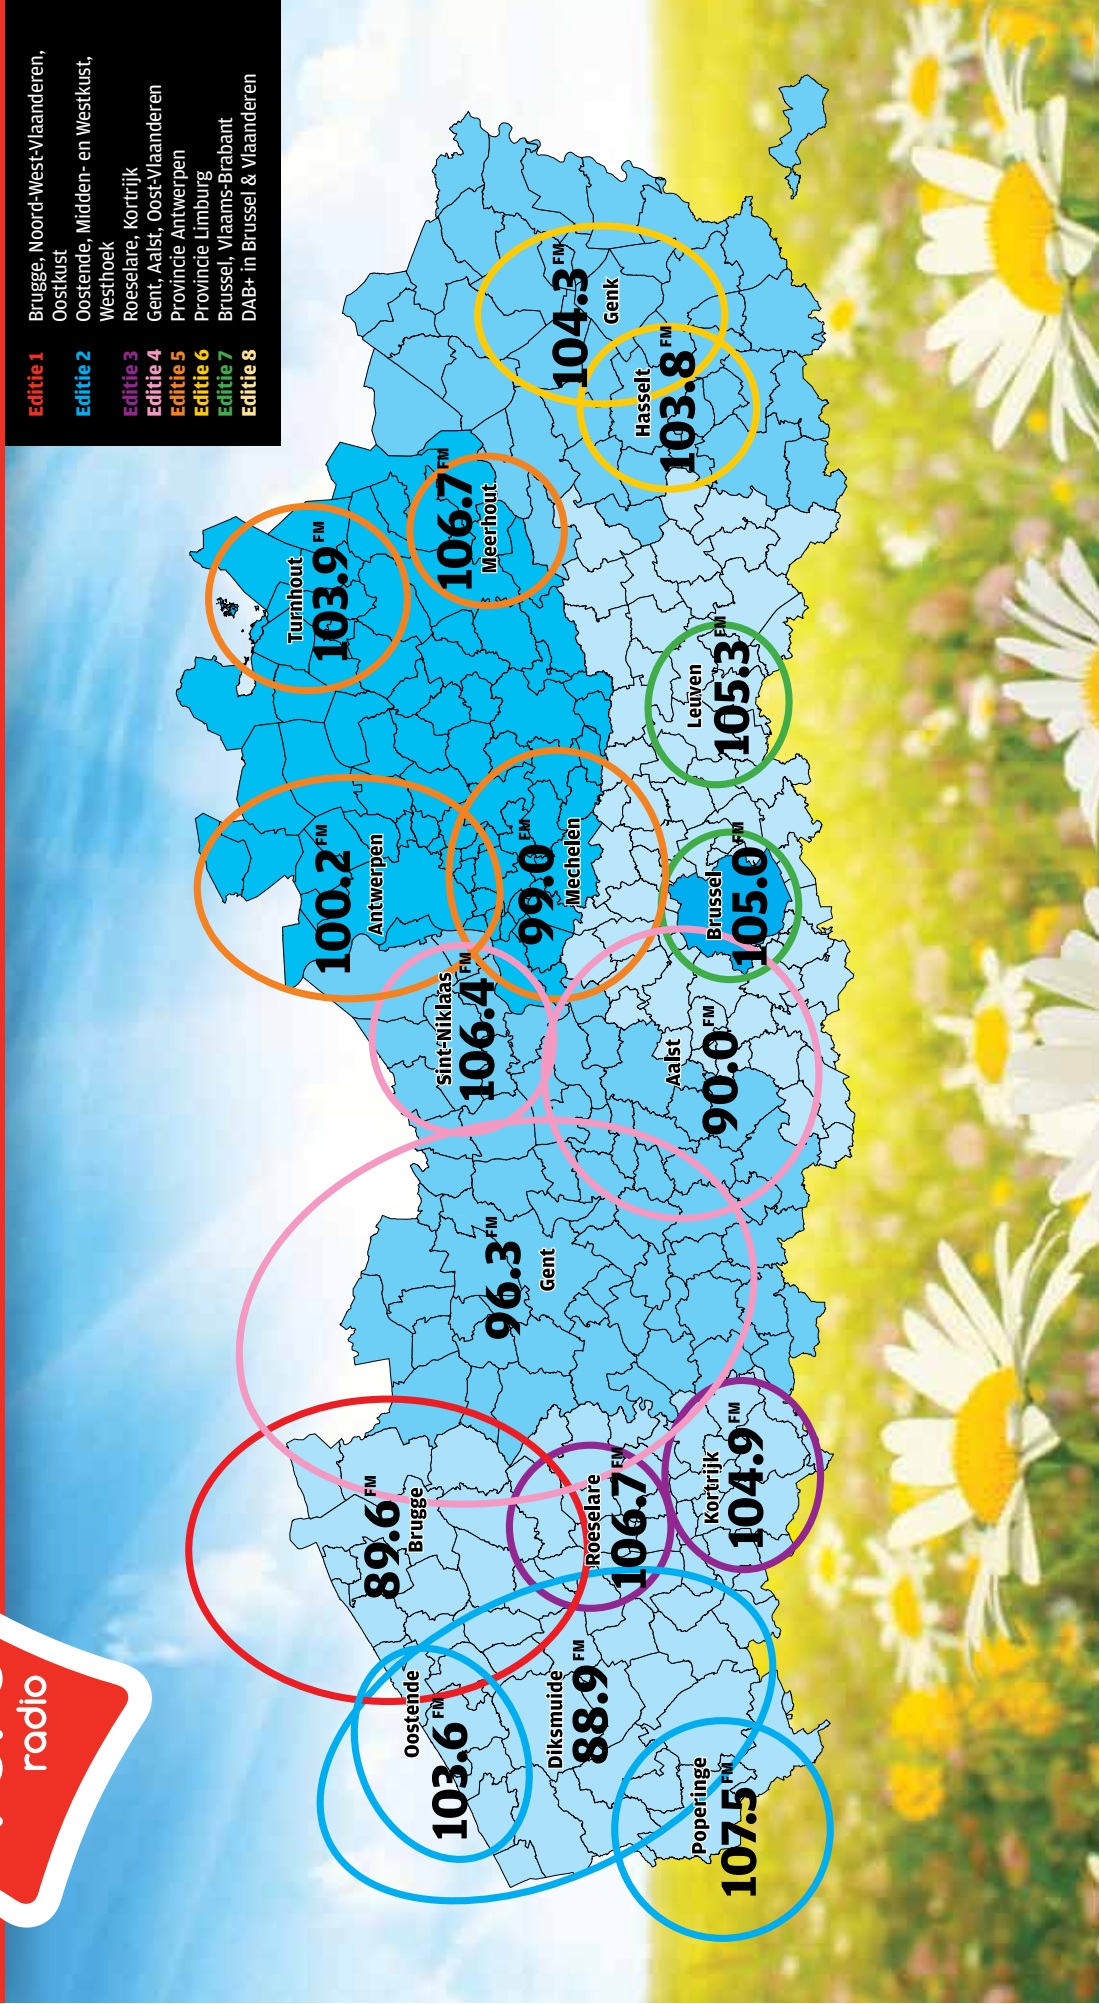 radio
Editie 1 Brugge, Noord-West-Vlaanderen,
Oostkust
Editie 2 Oostende, Midden- en Westkust,
Westhoek
Editie 3 Roeselare, Kortrijk
Editie 4 Gent, Aalst, Oost-Vlaanderen
Editie 5 Provincie Antwerpen
Editie 6 Provincie Limburg
Editie 7 Brussel, Vlaams-Brabant
Editie 8 DAB+ in Brussel & Vlaanderen
Oostende
103.6 FM
Diksmuide
88.9 FM
Poperinge
107.5 FM
89.6 FM
Brugge
Roeselare
106.7 FM
Kortrijk
104.9 FM
96.3 FM
Gent
Sint-Niklaas
106.4 FM
Aalst
90.0 FM
100.2 FM
Antwerpen
99.0 FM
Mechelen
Brussel
105.0 FM
Leuven
105.3 FM
Turnhout
103.9 FM
106.7 FM
Meerhout
Hasselt
103.8 FM
104.3 FM
Genk